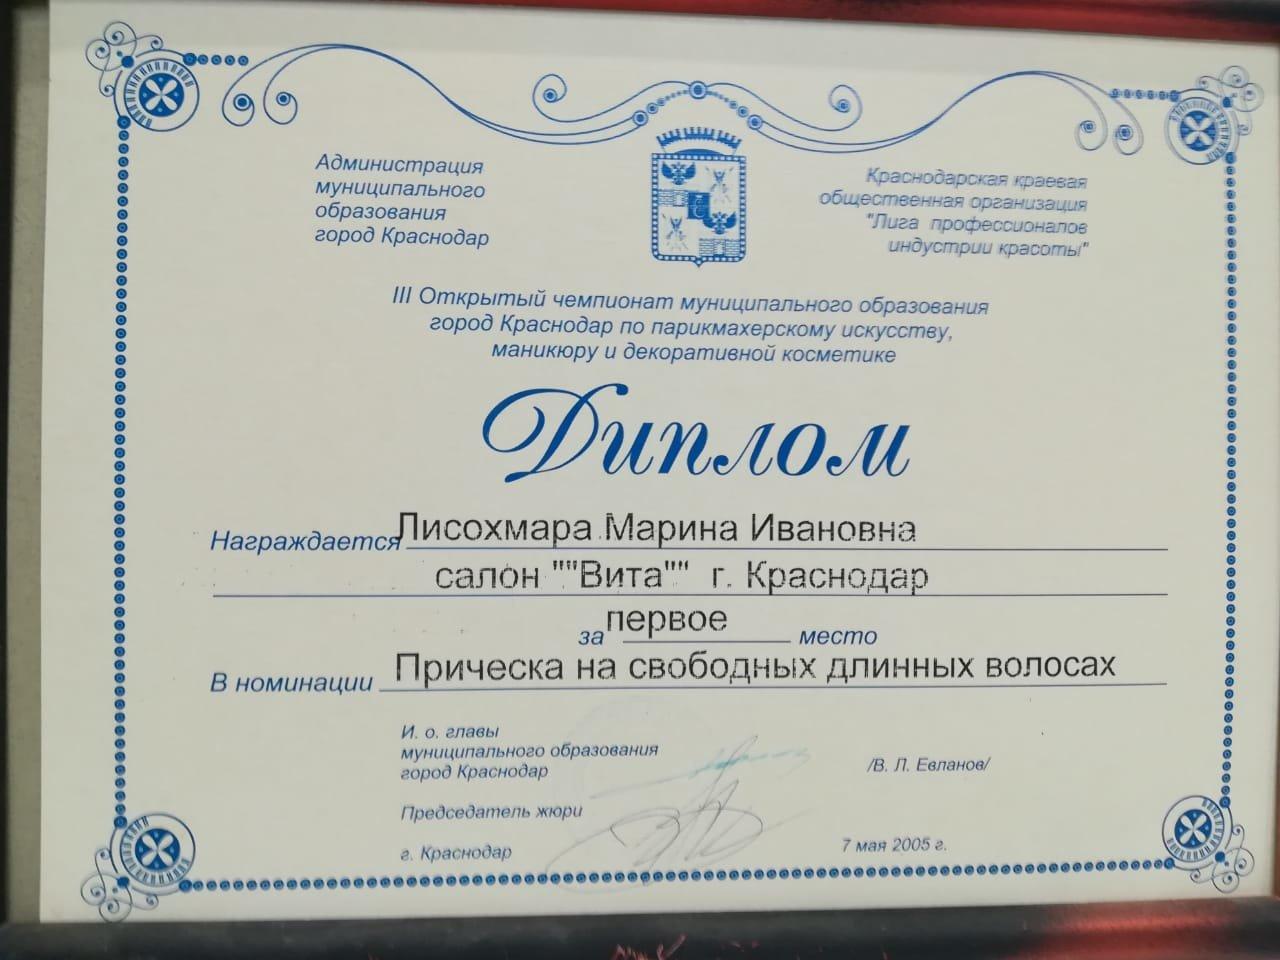 Администрация
муниципального
образования
город Краснодар
Краснодарская краевая
общественная организация
"Лига профессионалов
индустрии красоты"
III Открытый чемпионат муниципального образования
город Краснодар по парикмахерскому искусству,
маникюру и декоративной косметике
Диплом
Награждается Лисохмара Марина Ивановна
салон ""Вита"" г. Краснодар
за первое место
В номинации Прическа на свободных длинных волосах
И. о. главы
муниципального образования
город Краснодар /В. Л. Евланов/
Председатель жюри
г. Краснодар 7 мая 2005 г.